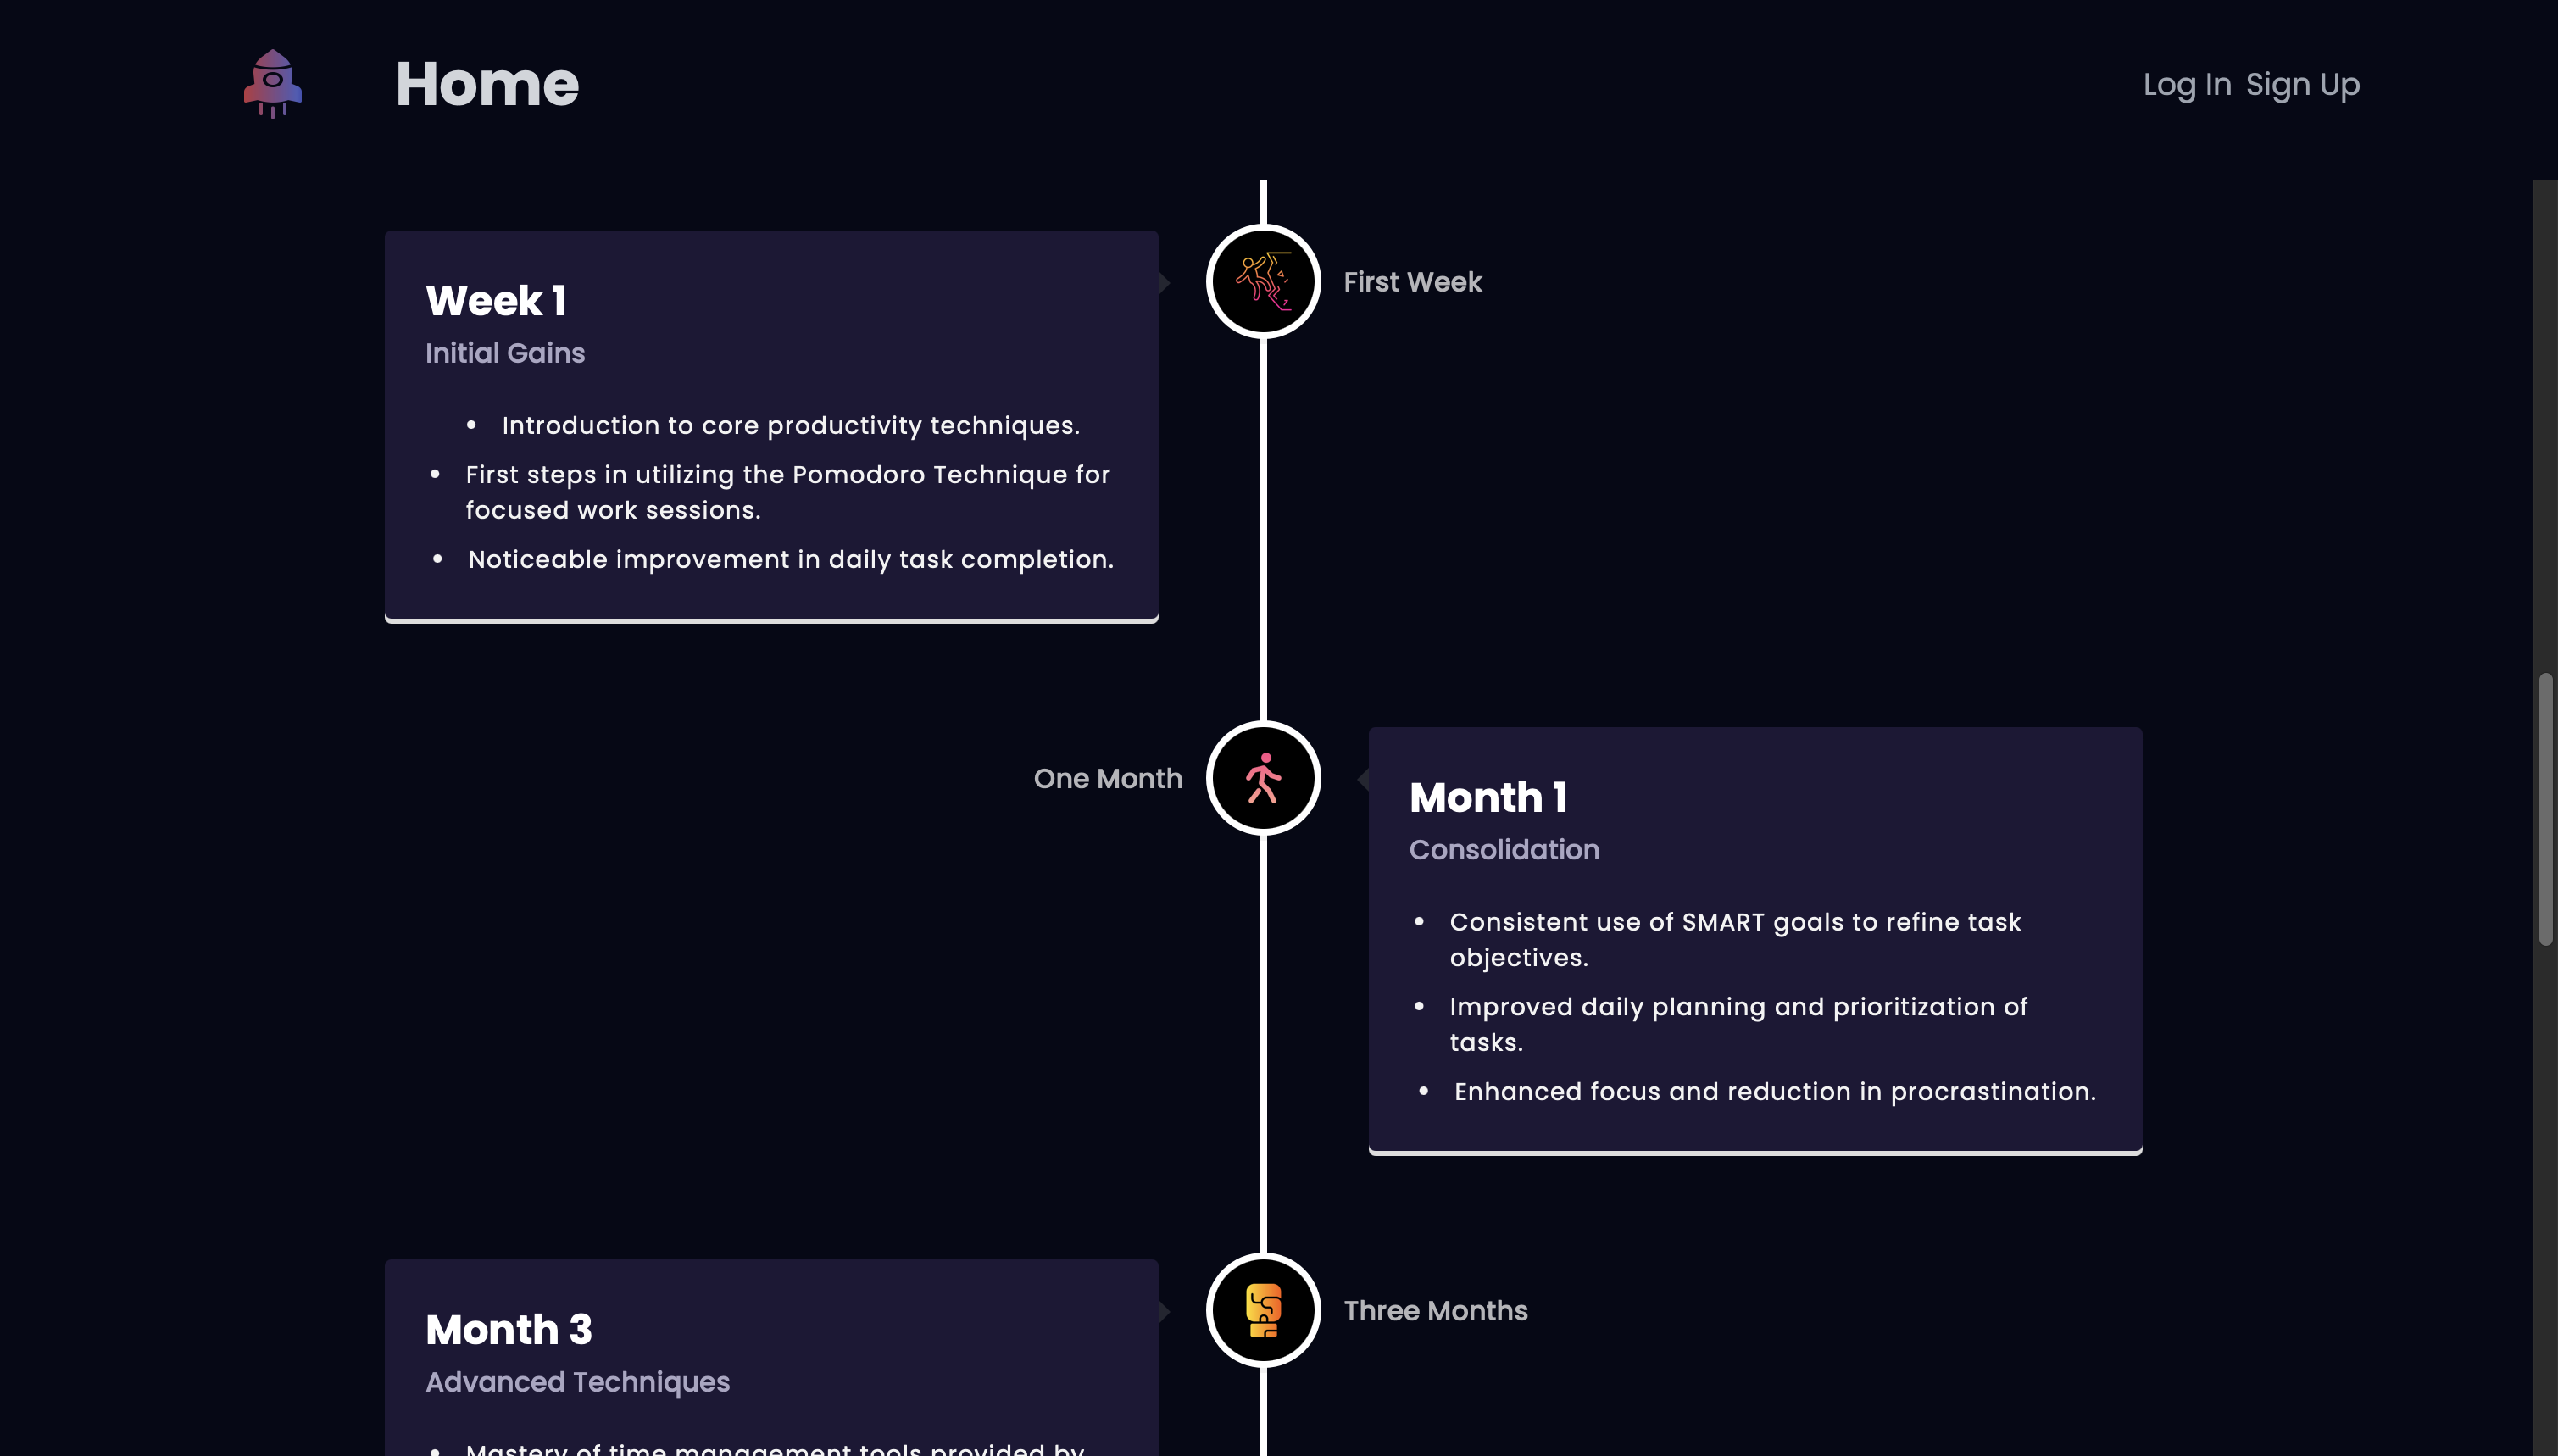 Home
Log In Sign Up
Week 1
Initial Gains
• Introduction to core productivity techniques.
• First steps in utilizing the Pomodoro Technique for
focused work sessions.
• Noticeable improvement in daily task completion.
First Week
One Month
Month 1
Consolidation
• Consistent use of SMART goals to refine task
objectives.
• Improved daily planning and prioritization of
tasks.
• Enhanced focus and reduction in procrastination.
Month 3
Advanced Techniques
• Mastery of time management tools provided by
Three Months